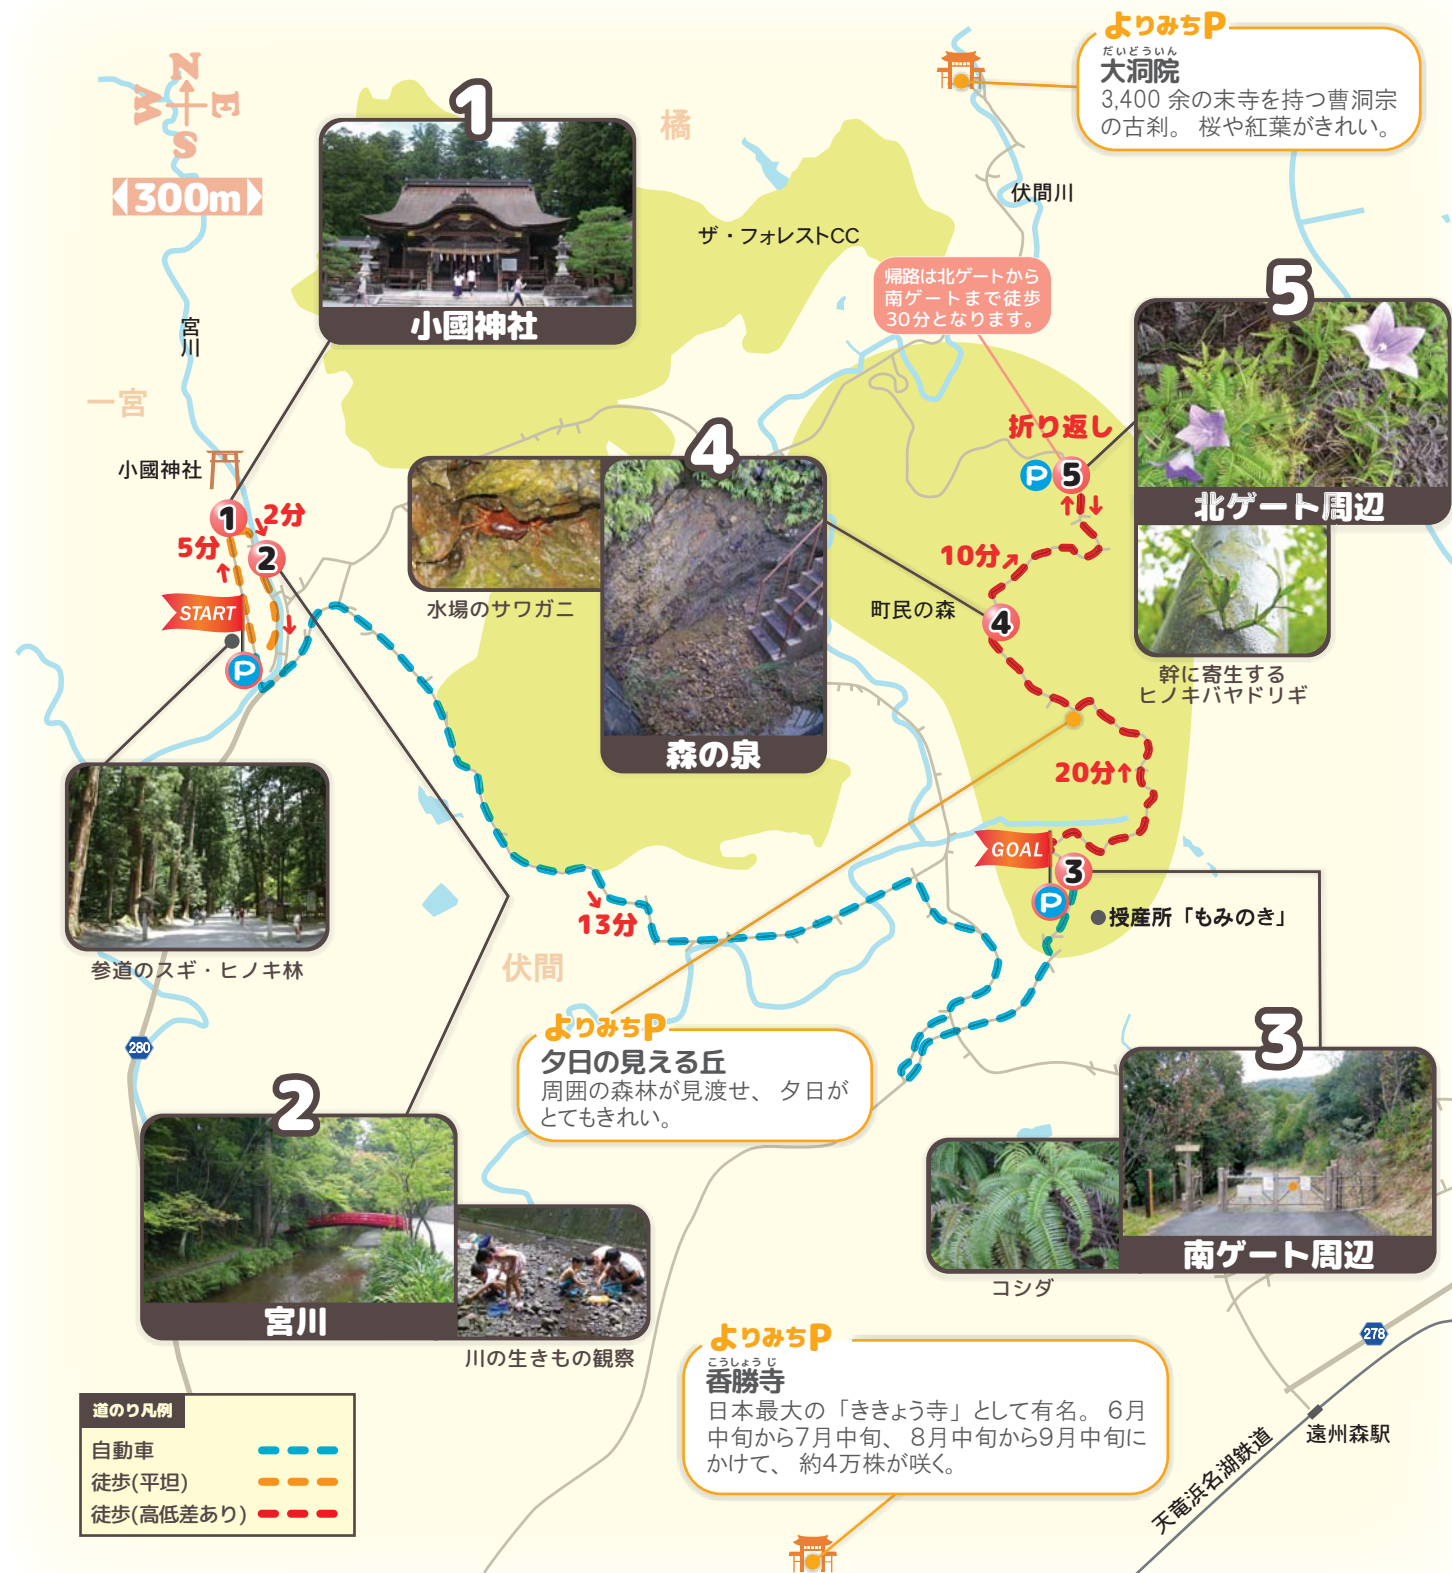 よりみちP
だいどういん
大洞院
3,400 余の末寺を持つ曹洞宗
の古刹。 桜や紅葉がきれい。
N
W
E
S
300m
1
小國神社
橘
ザ・フォレストCC
伏間川
宮川
一宮
帰路は北ゲートから
南ゲートまで徒歩
30分となります。
5
北ゲート周辺
幹に寄生する
ヒノキバヤドリギ
折り返し
P
5
小國神社
1
2分
5分
2
START
P
4
水場のサワガニ
森の泉
10分
町民の森
4
20分
GOAL
3
P
授産所「もみのき」
13分
参道のスギ・ヒノキ林
伏間
280
よりみちP
夕日の見える丘
周囲の森林が見渡せ、 夕日が
とてもきれい。
2
宮川
川の生きもの観察
3
南ゲート周辺
コシダ
よりみちP
こうしょうじ
香勝寺
日本最大の「ききょう寺」として有名。 6月
中旬から7月中旬、 8月中旬から9月中旬に
かけて、 約4万株が咲く。
278
遠州森駅
天竜浜名湖鉄道
道のり凡例
自動車
徒歩(平坦)
徒歩(高低差あり)